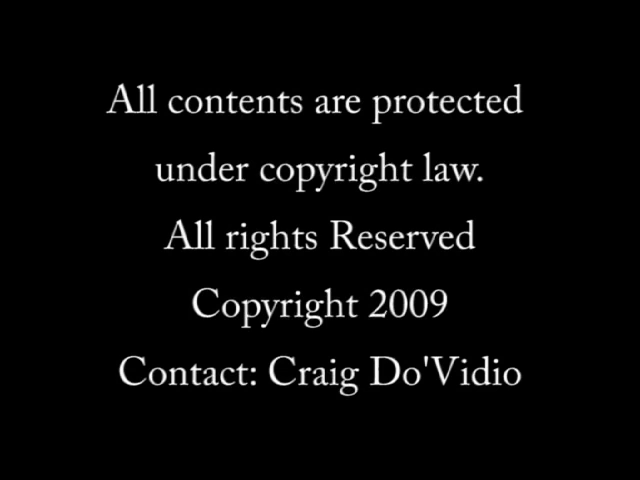 All contents are protected
under copyright law.
All rights Reserved
Copyright 2009
Contact: Craig Do'Vidio